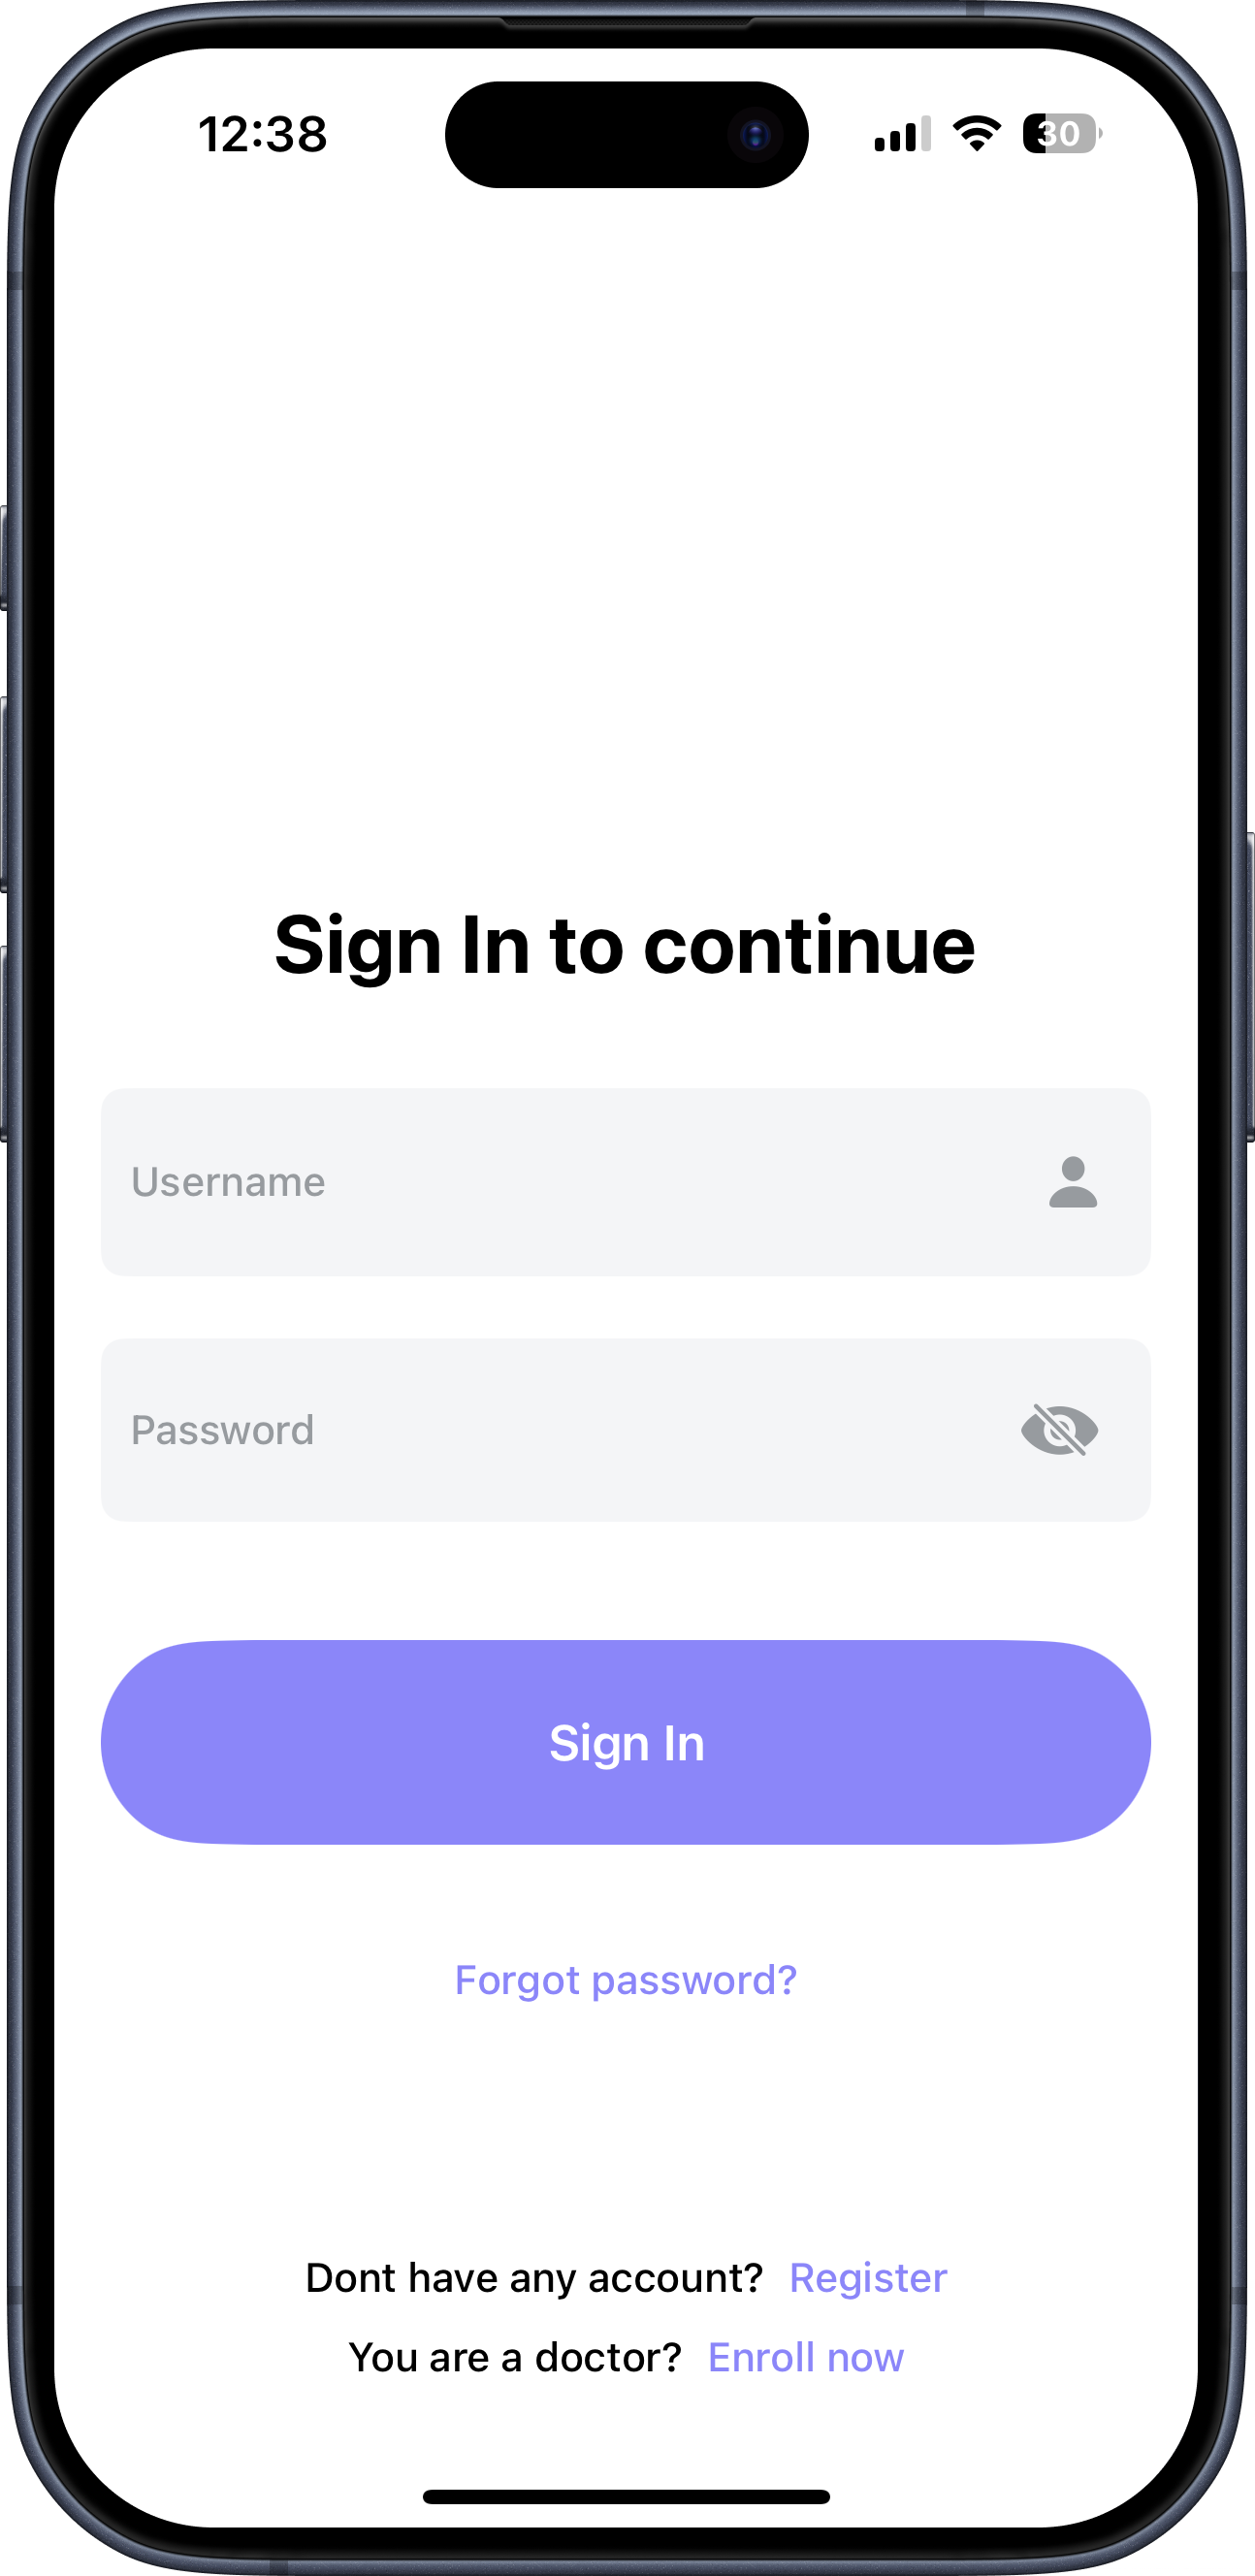 12:38
30
Sign In to continue
Username
Password
Sign In
Forgot password?
Dont have any account? Register
You are a doctor? Enroll now